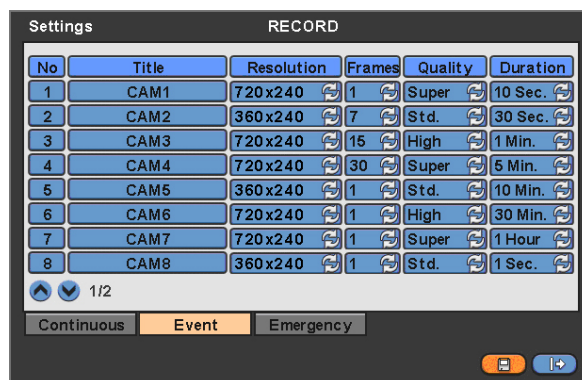 Settings RECORD
No Title Resolution Frames Quality Duration
1 CAM1 720x240 1 Super 10 Sec.
2 CAM2 360x240 7 Std. 30 Sec.
3 CAM3 720x240 15 High 1 Min.
4 CAM4 720x240 30 Super 5 Min.
5 CAM5 360x240 1 Std. 10 Min.
6 CAM6 720x240 1 High 30 Min.
7 CAM7 720x240 1 Super 1 Hour
8 CAM8 360x240 1 Std. 1 Sec.
1/2
Continuous Event Emergency